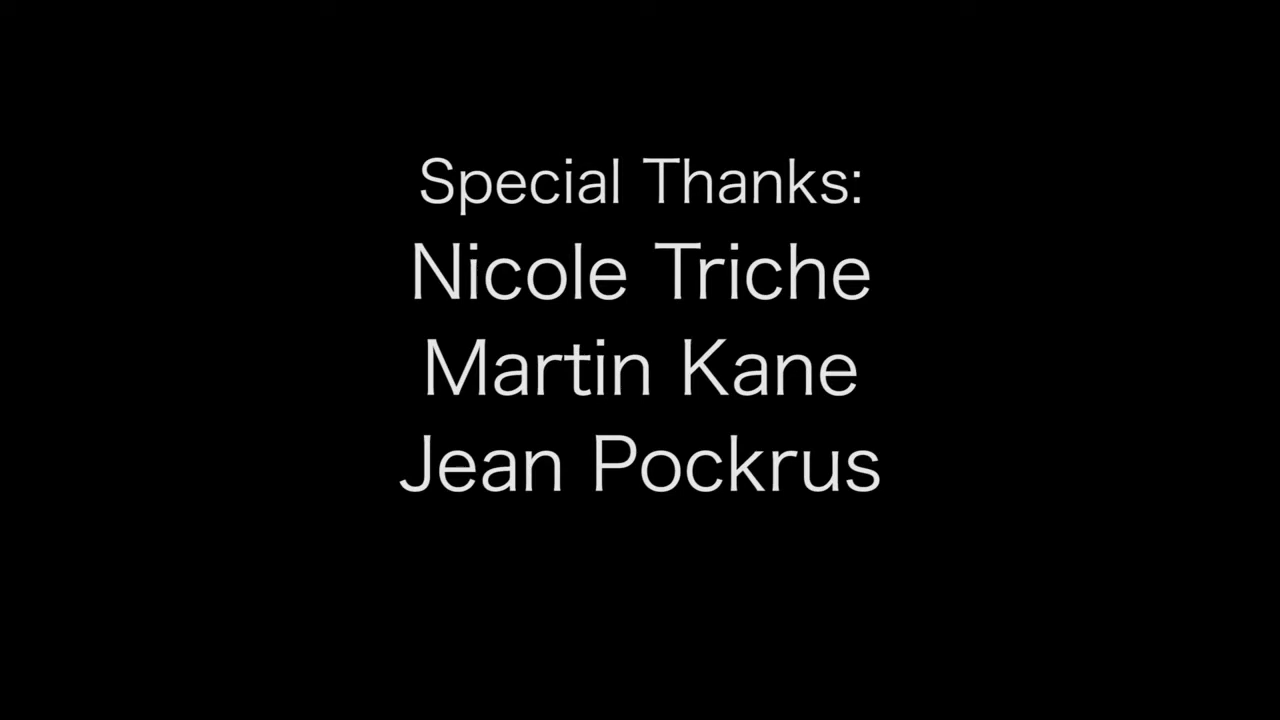 Special Thanks:
Nicole Triche
Martin Kane
Jean Pockrus